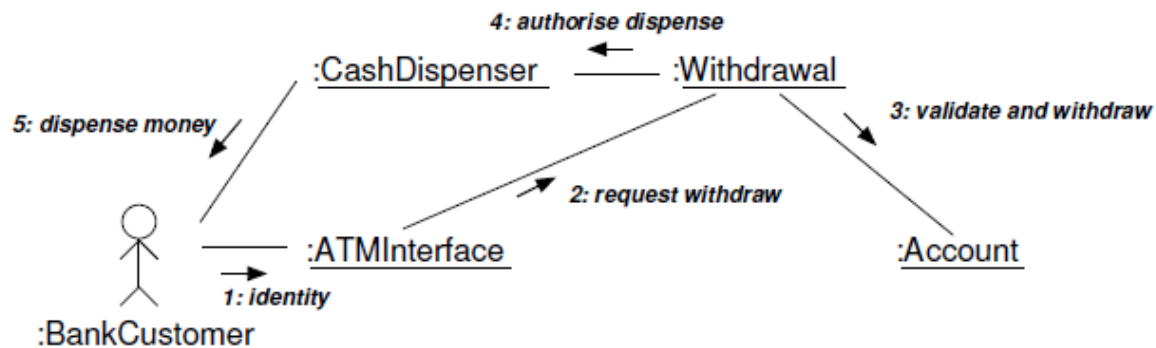 4: authorise dispense
:CashDispenser
:Withdrawal
5: dispense money
3: validate and withdraw
2: request withdraw
:ATMInterface
:Account
1: identity
:BankCustomer